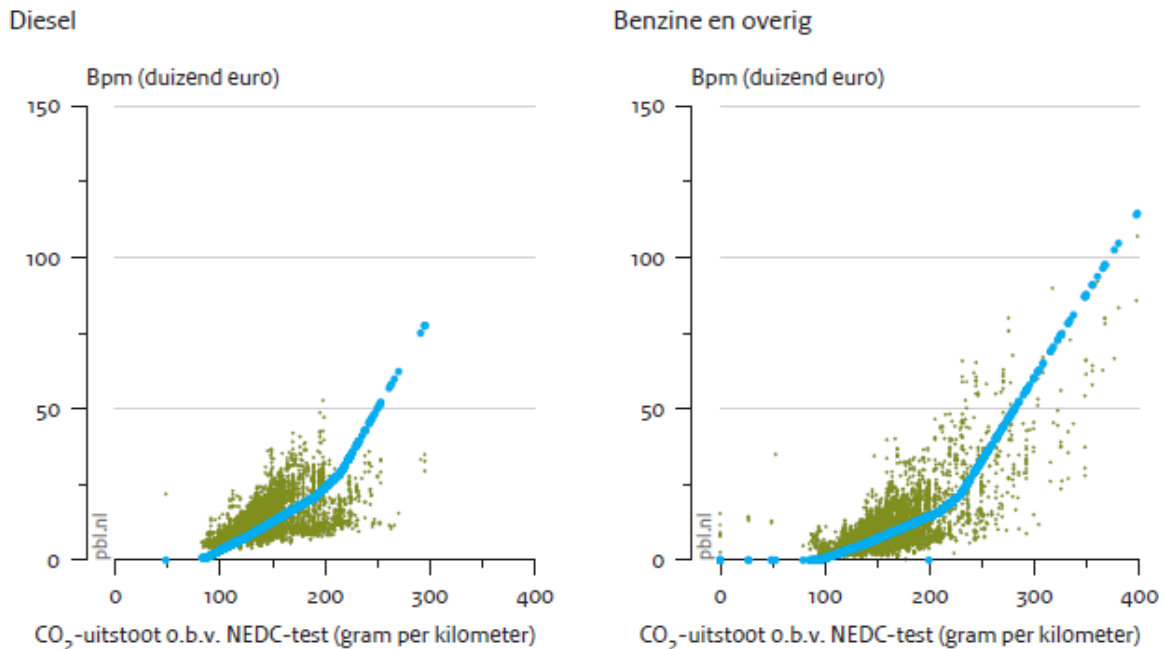 Diesel
Bpm (duizend euro)
150
100
50
0
pbl.nl
0 100 200 300 400
CO₂-uitstoot o.b.v. NEDC-test (gram per kilometer)
Benzine en overig
Bpm (duizend euro)
150
100
50
0
pbl.nl
0 100 200 300 400
CO₂-uitstoot o.b.v. NEDC-test (gram per kilometer)